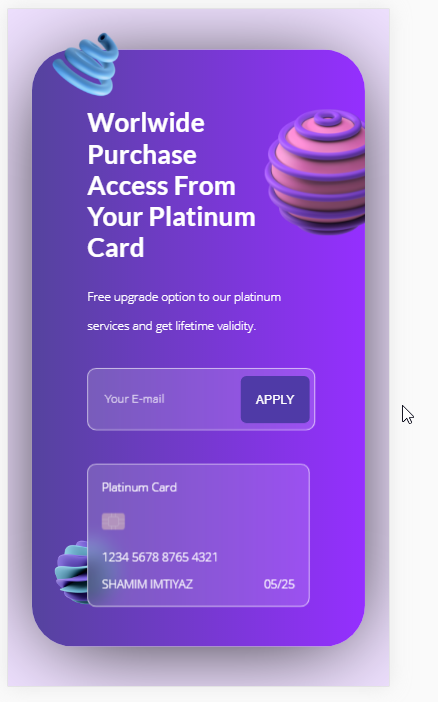 Worlwide
Purchase
Access From
Your Platinum
Card
Free upgrade option to our platinum
services and get lifetime validity.
Your E-mail
APPLY
Platinum Card
1234 5678 8765 4321
SHAMIM IMTIYAZ 05/25